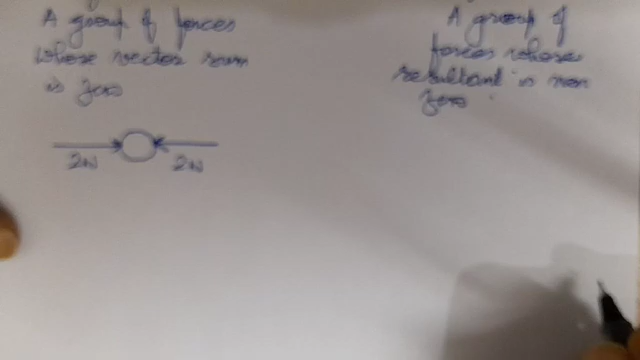 A group of forces
whose vector sum
is zero
2N
2N
A group of
forces whose
resultant is non
zero